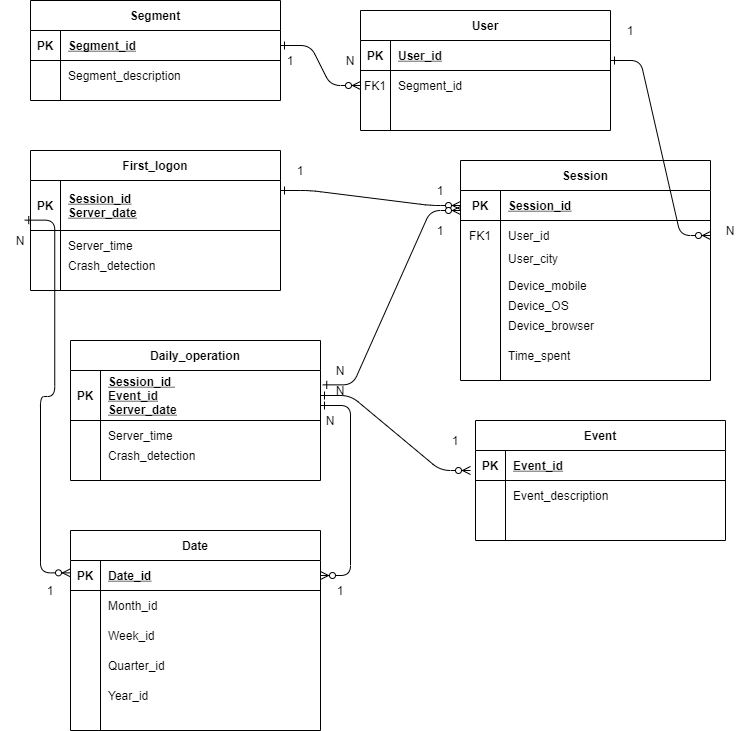 Segment
PK Segment_id
Segment_description
1
N
User
PK User_id
FK1 Segment_id
1
First_logon
PK Session_id
Server_date
Server_time
Crash_detection
N
1
1
1
Session
PK Session_id
FK1 User_id
User_city
Device_mobile
Device_OS
Device_browser
Time_spent
N
Daily_operation
PK Session_id
Event_id
Server_date
Server_time
Crash_detection
N
N
N
1
Event
PK Event_id
Event_description
Date
PK Date_id
Month_id
Week_id
Quarter_id
Year_id
1
1